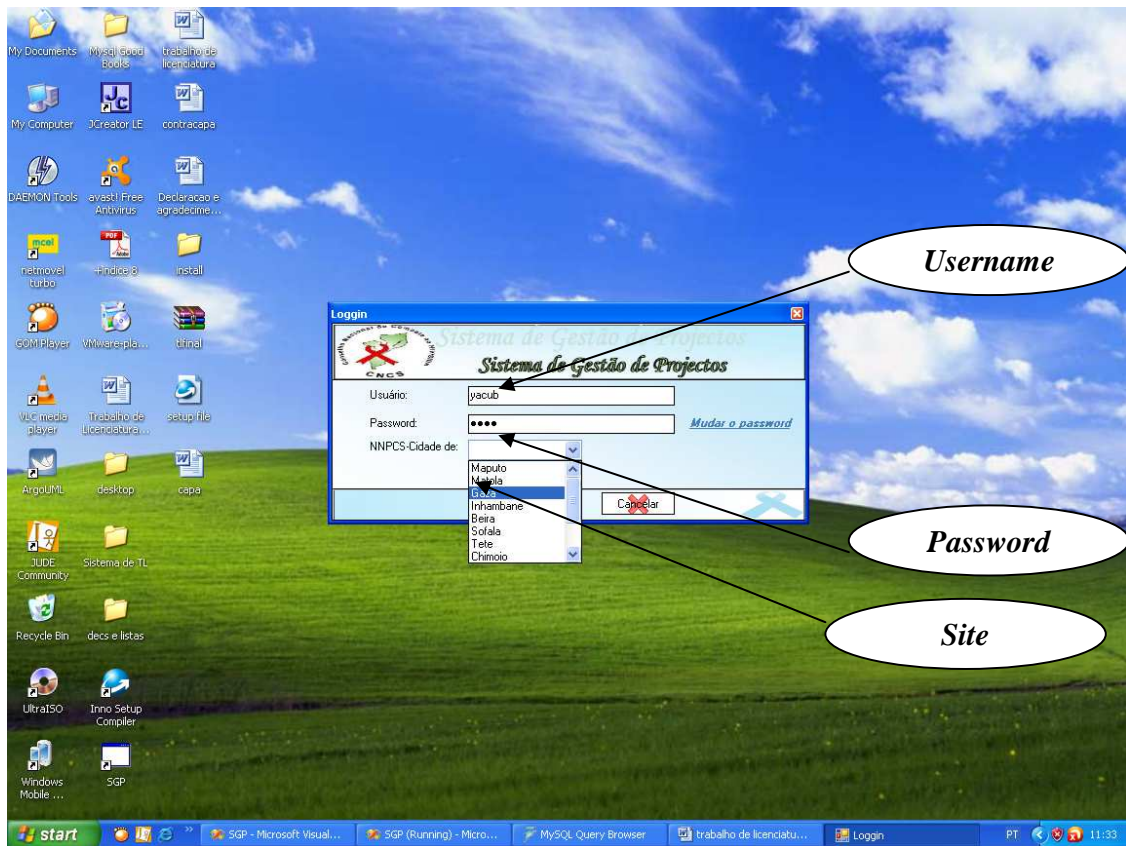 My Documents
Mysql Good Books
trabalho de licenciatura
My Computer
JCreator LE
contracapa
DAEMON Tools
avast! Free Antivirus
Declaracao e agradecime...
netmovel turbo
+Indice 8
install
GOM Player
VMware-pla...
tlfinal
VLC media player
Trabalho de Licenciatura...
setup file
ArgoUML
desktop
capa
JUDE Community
Sistema de TL
Recycle Bin
decs e listas
UltraISO
Inno Setup Compiler
Windows Mobile ...
SGP
Loggin
CNCS
Sistema de Gestão de Projectos
Sistema de Gestão de Projectos
Usuário:
yacub
Password:
Mudar o password
NNPCS-Cidade de:
Maputo
Matola
Gaza
Inhambane
Beira
Sofala
Tete
Chimoio
Cancelar
Username
Password
Site
start
SGP - Microsoft Visual...
SGP (Running) - Micro...
MySQL Query Browser
trabalho de licenciatu...
Loggin
PT
11:33